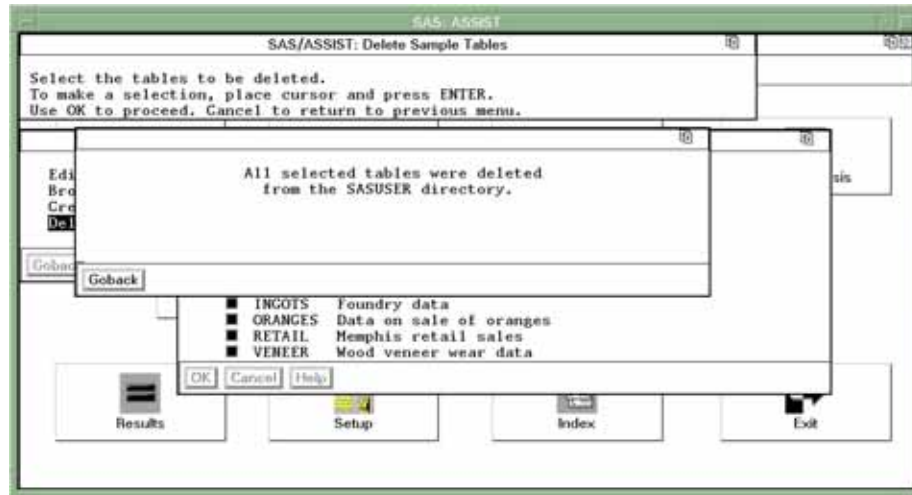 SAS: ASSIST
SAS/ASSIST: Delete Sample Tables
Select the tables to be deleted.
To make a selection, place cursor and press ENTER.
Use OK to proceed. Cancel to return to previous menu.
Edi
Bro
Cre
Del
sis
All selected tables were deleted
from the SASUSER directory.
Goback
Goback
INGOTS Foundry data
ORANGES Data on sale of oranges
RETAIL Memphis retail sales
VENEER Wood veneer wear data
OK Cancel Help
Results Setup Index Exit